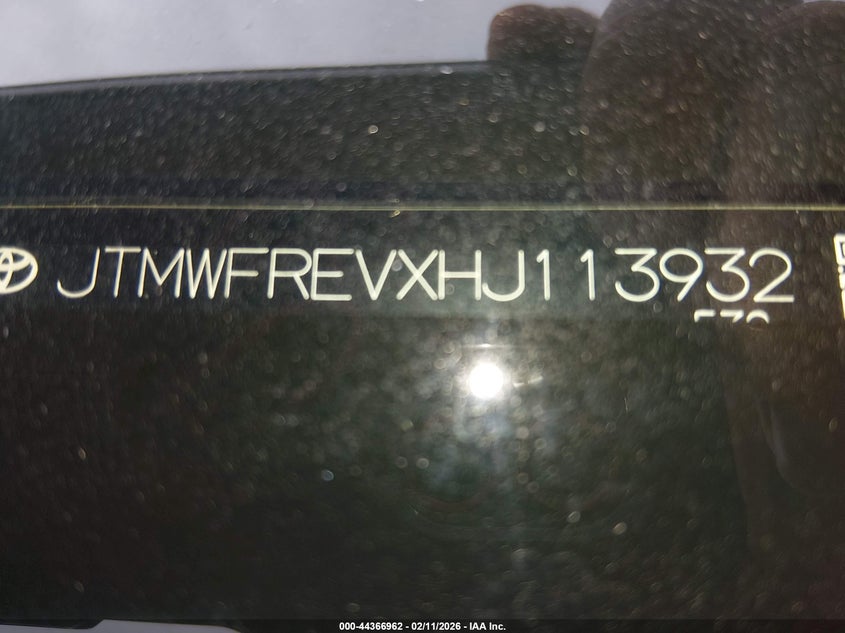 JTMWFREVXHJ113932
000-44366962 - 02/11/2026 - IAA Inc.